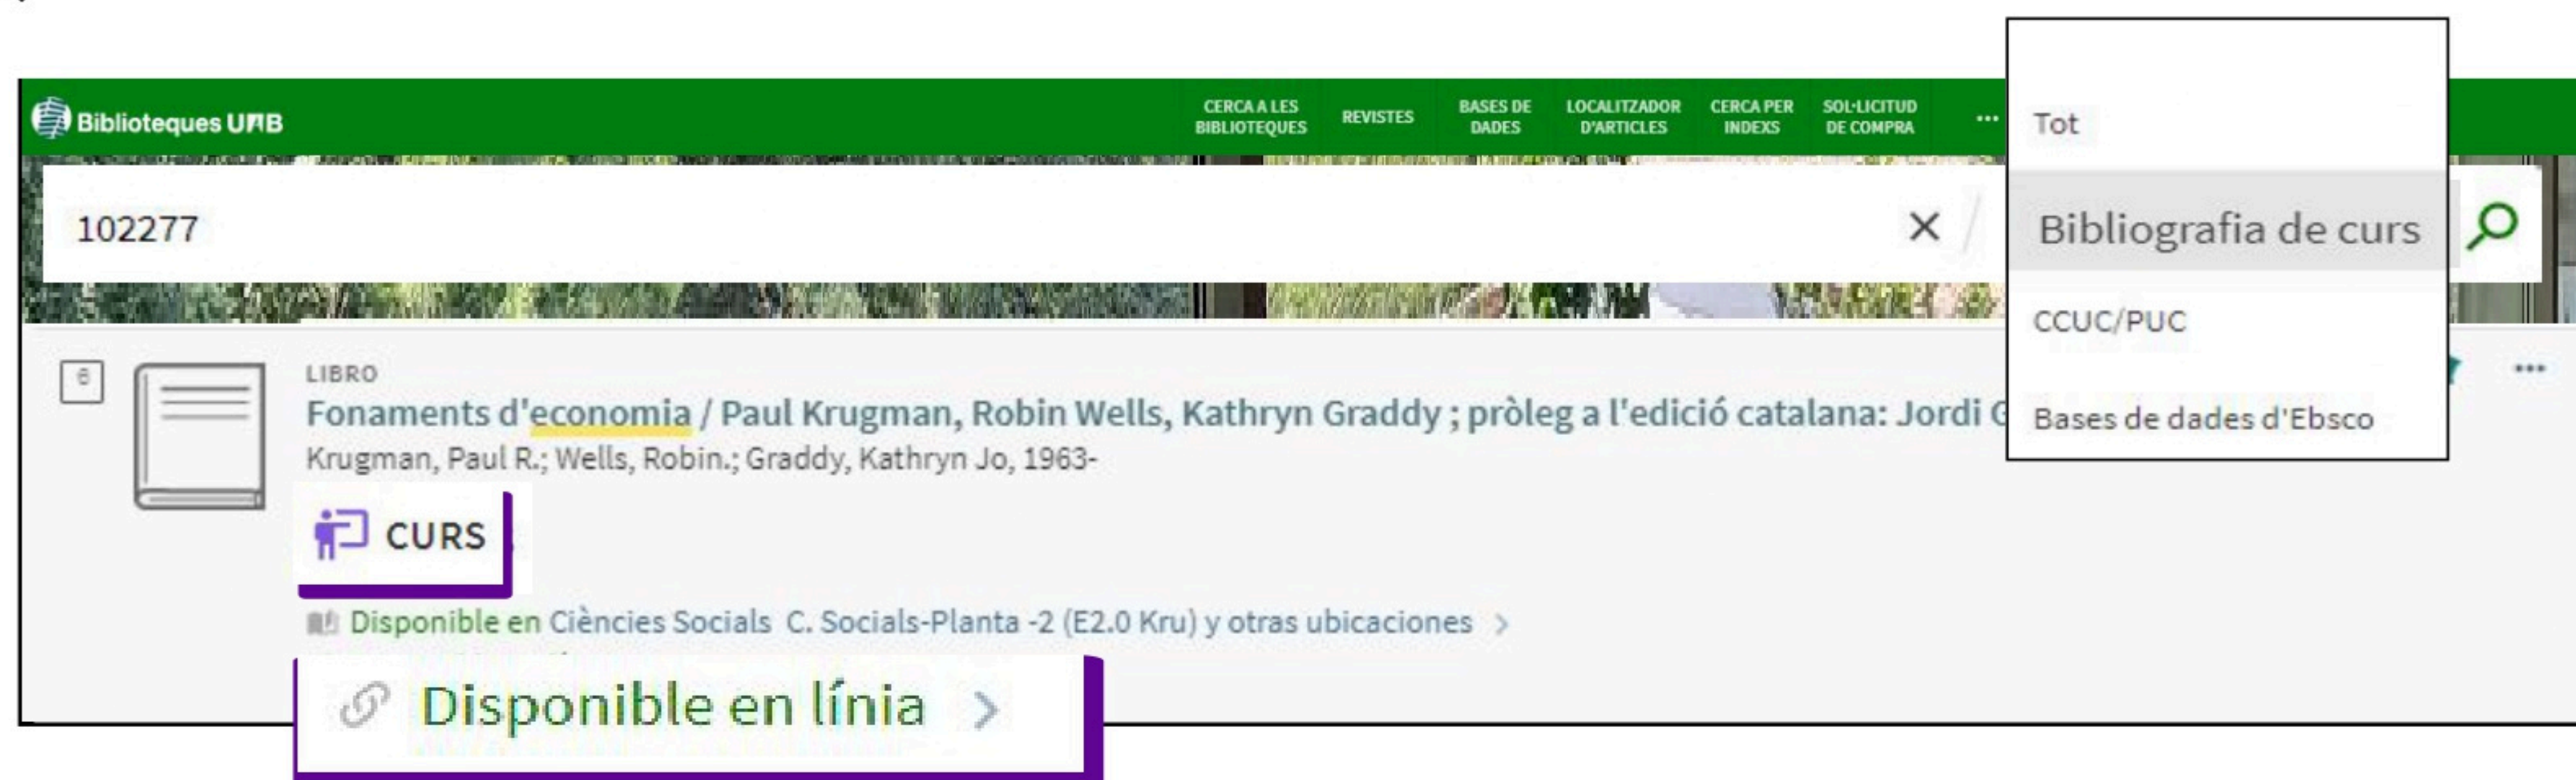 Biblioteques UAB
CERCA A LES BIBLIOTEQUES
REVISTES
BASES DE DADES
LOCALITZADOR D'ARTICLES
CERCA PER INDEXS
SOL·LICITUD DE COMPRA
...
Tot
102277
Bibliografia de curs
CCUC/PUC
Bases de dades d'Ebsco
6
LIBRO
...
Fonaments d'economia / Paul Krugman, Robin Wells, Kathryn Graddy ; pròleg a l'edició catalana: Jordi G
Krugman, Paul R.; Wells, Robin.; Graddy, Kathryn Jo, 1963-
CURS
Disponible en Ciències Socials C. Socials-Planta -2 (E2.0 Kru) y otras ubicaciones >
Disponible en línia >